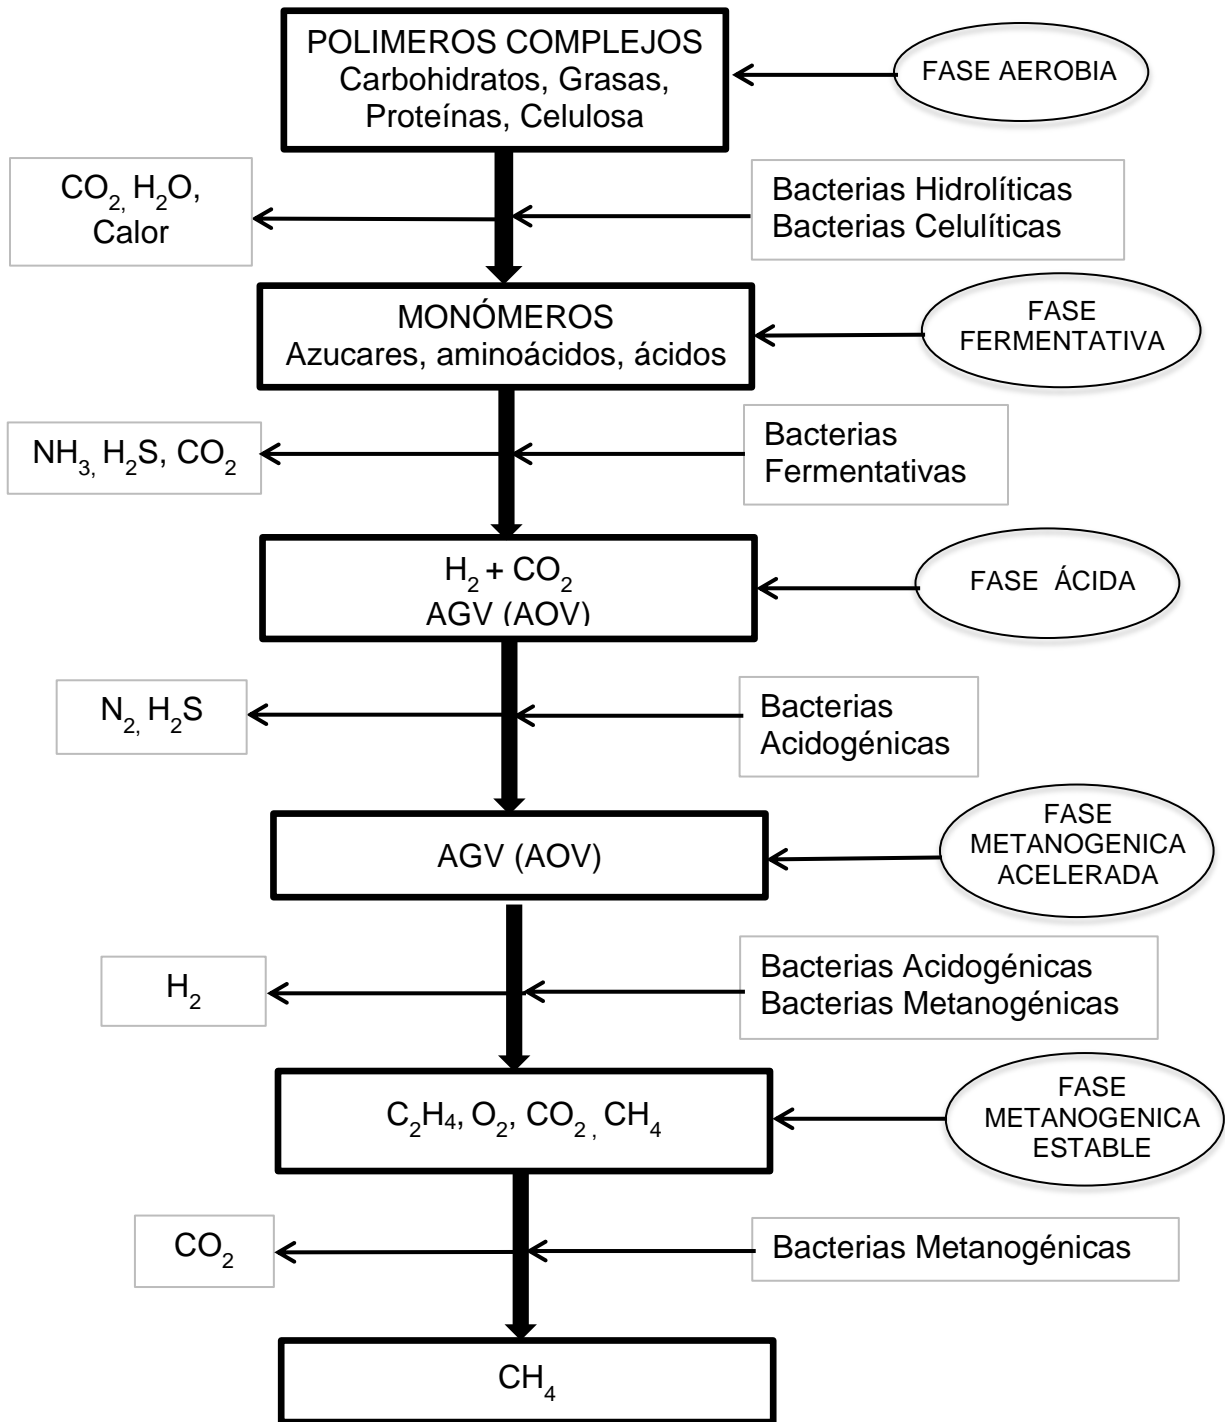 POLIMEROS COMPLEJOS
Carbohidratos, Grasas,
Proteínas, Celulosa
FASE AEROBIA
CO₂, H₂O,
Calor
Bacterias Hidrolíticas
Bacterias Celulíticas
MONÓMEROS
Azucares, aminoácidos, ácidos
FASE
FERMENTATIVA
NH₃, H₂S, CO₂
Bacterias
Fermentativas
H₂ + CO₂
AGV (AOV)
FASE ÁCIDA
N₂, H₂S
Bacterias
Acidogénicas
AGV (AOV)
FASE
METANOGENICA
ACELERADA
H₂
Bacterias Acidogénicas
Bacterias Metanogénicas
C₂H₄, O₂, CO₂, CH₄
FASE
METANOGENICA
ESTABLE
CO₂
Bacterias Metanogénicas
CH₄